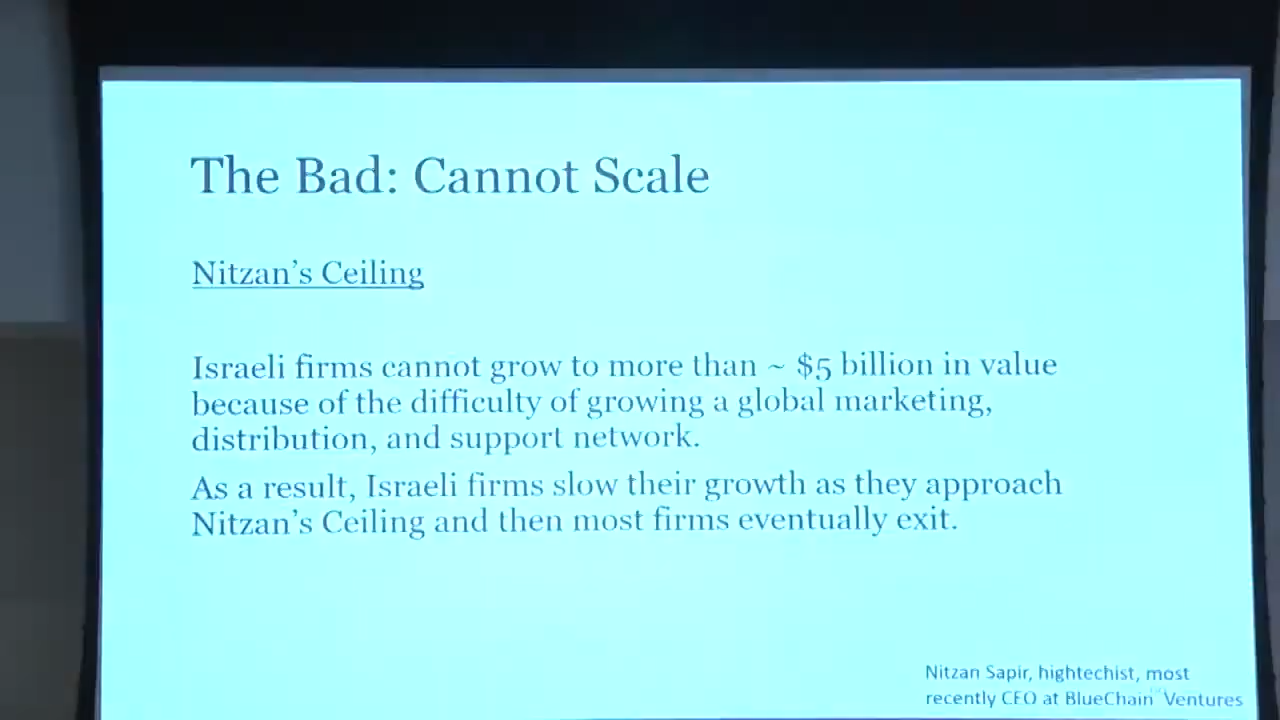 The Bad: Cannot Scale
Nitzan's Ceiling
Israeli firms cannot grow to more than ~ $5 billion in value
because of the difficulty of growing a global marketing,
distribution, and support network.
As a result, Israeli firms slow their growth as they approach
Nitzan's Ceiling and then most firms eventually exit.
Nitzan Sapir, hightechist, most
recently CEO at BlueChain Ventures